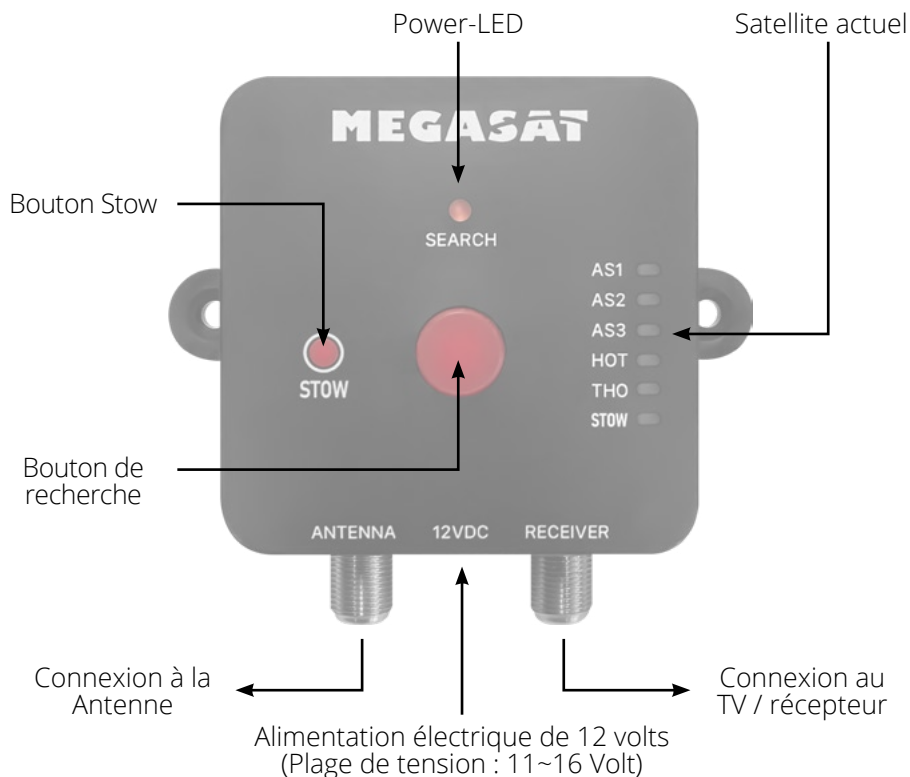 Power-LED
Satellite actuel
MEGASAT
Bouton Stow
SEARCH
AS1
AS2
AS3
HOT
THO
STOW
STOW
Bouton de
recherche
ANTENNA 12VDC RECEIVER
Connexion à la
Antenne
Connexion au
TV / récepteur
Alimentation électrique de 12 volts
(Plage de tension : 11~16 Volt)